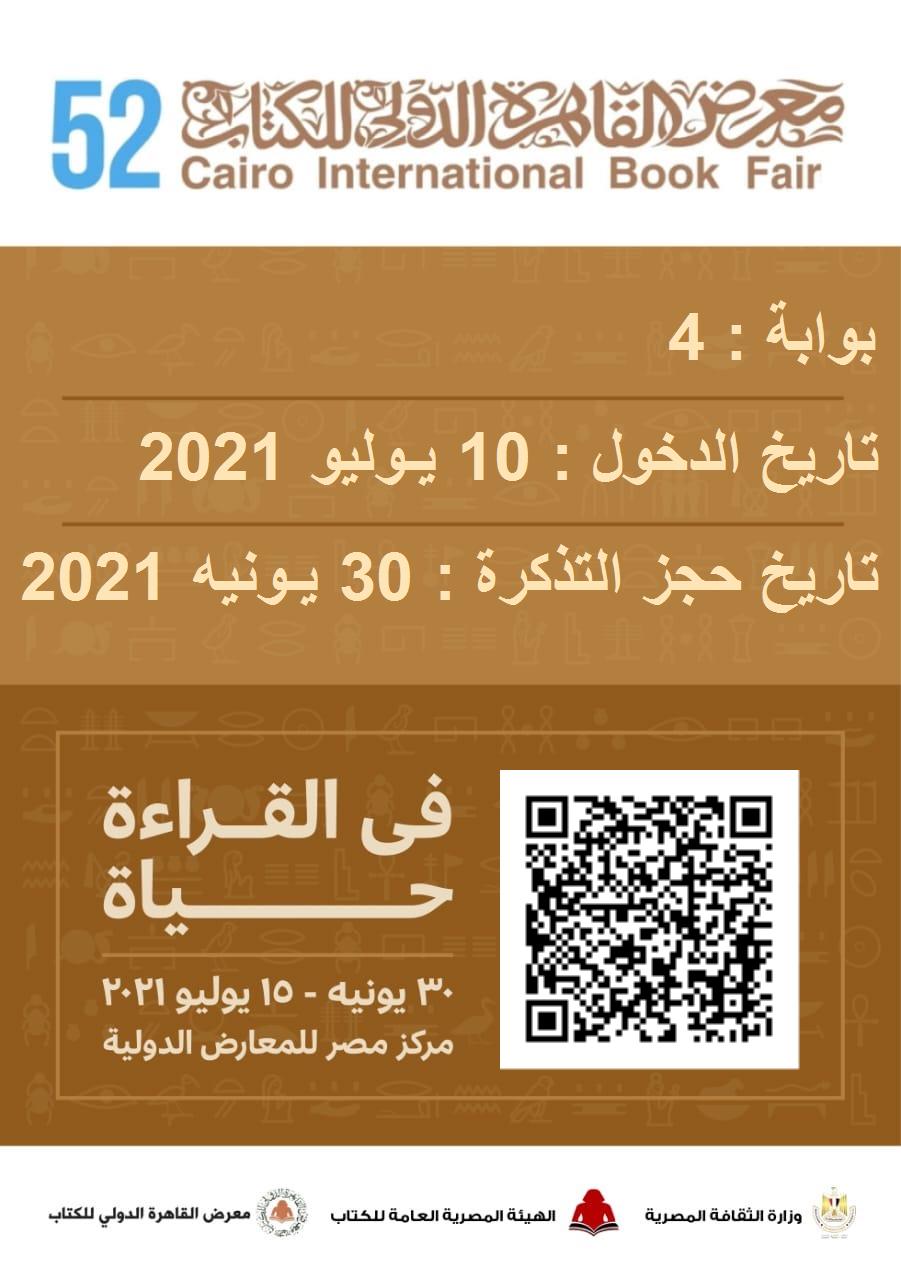 52 معرض القاهرة الدولي للكتاب
Cairo International Book Fair
بوابة : 4
تاريخ الدخول : 10 يـوليو 2021
تاريخ حجز التذكرة : 30 يـونيه 2021
فى القـراءة
حـــياة
٣٠ يونيه - ١٥ يوليو ٢٠٢١
مركز مصر للمعارض الدولية
وزارة الثقافة المصرية
الهيئة المصرية العامة للكتاب
معرض القاهرة الدولي للكتاب